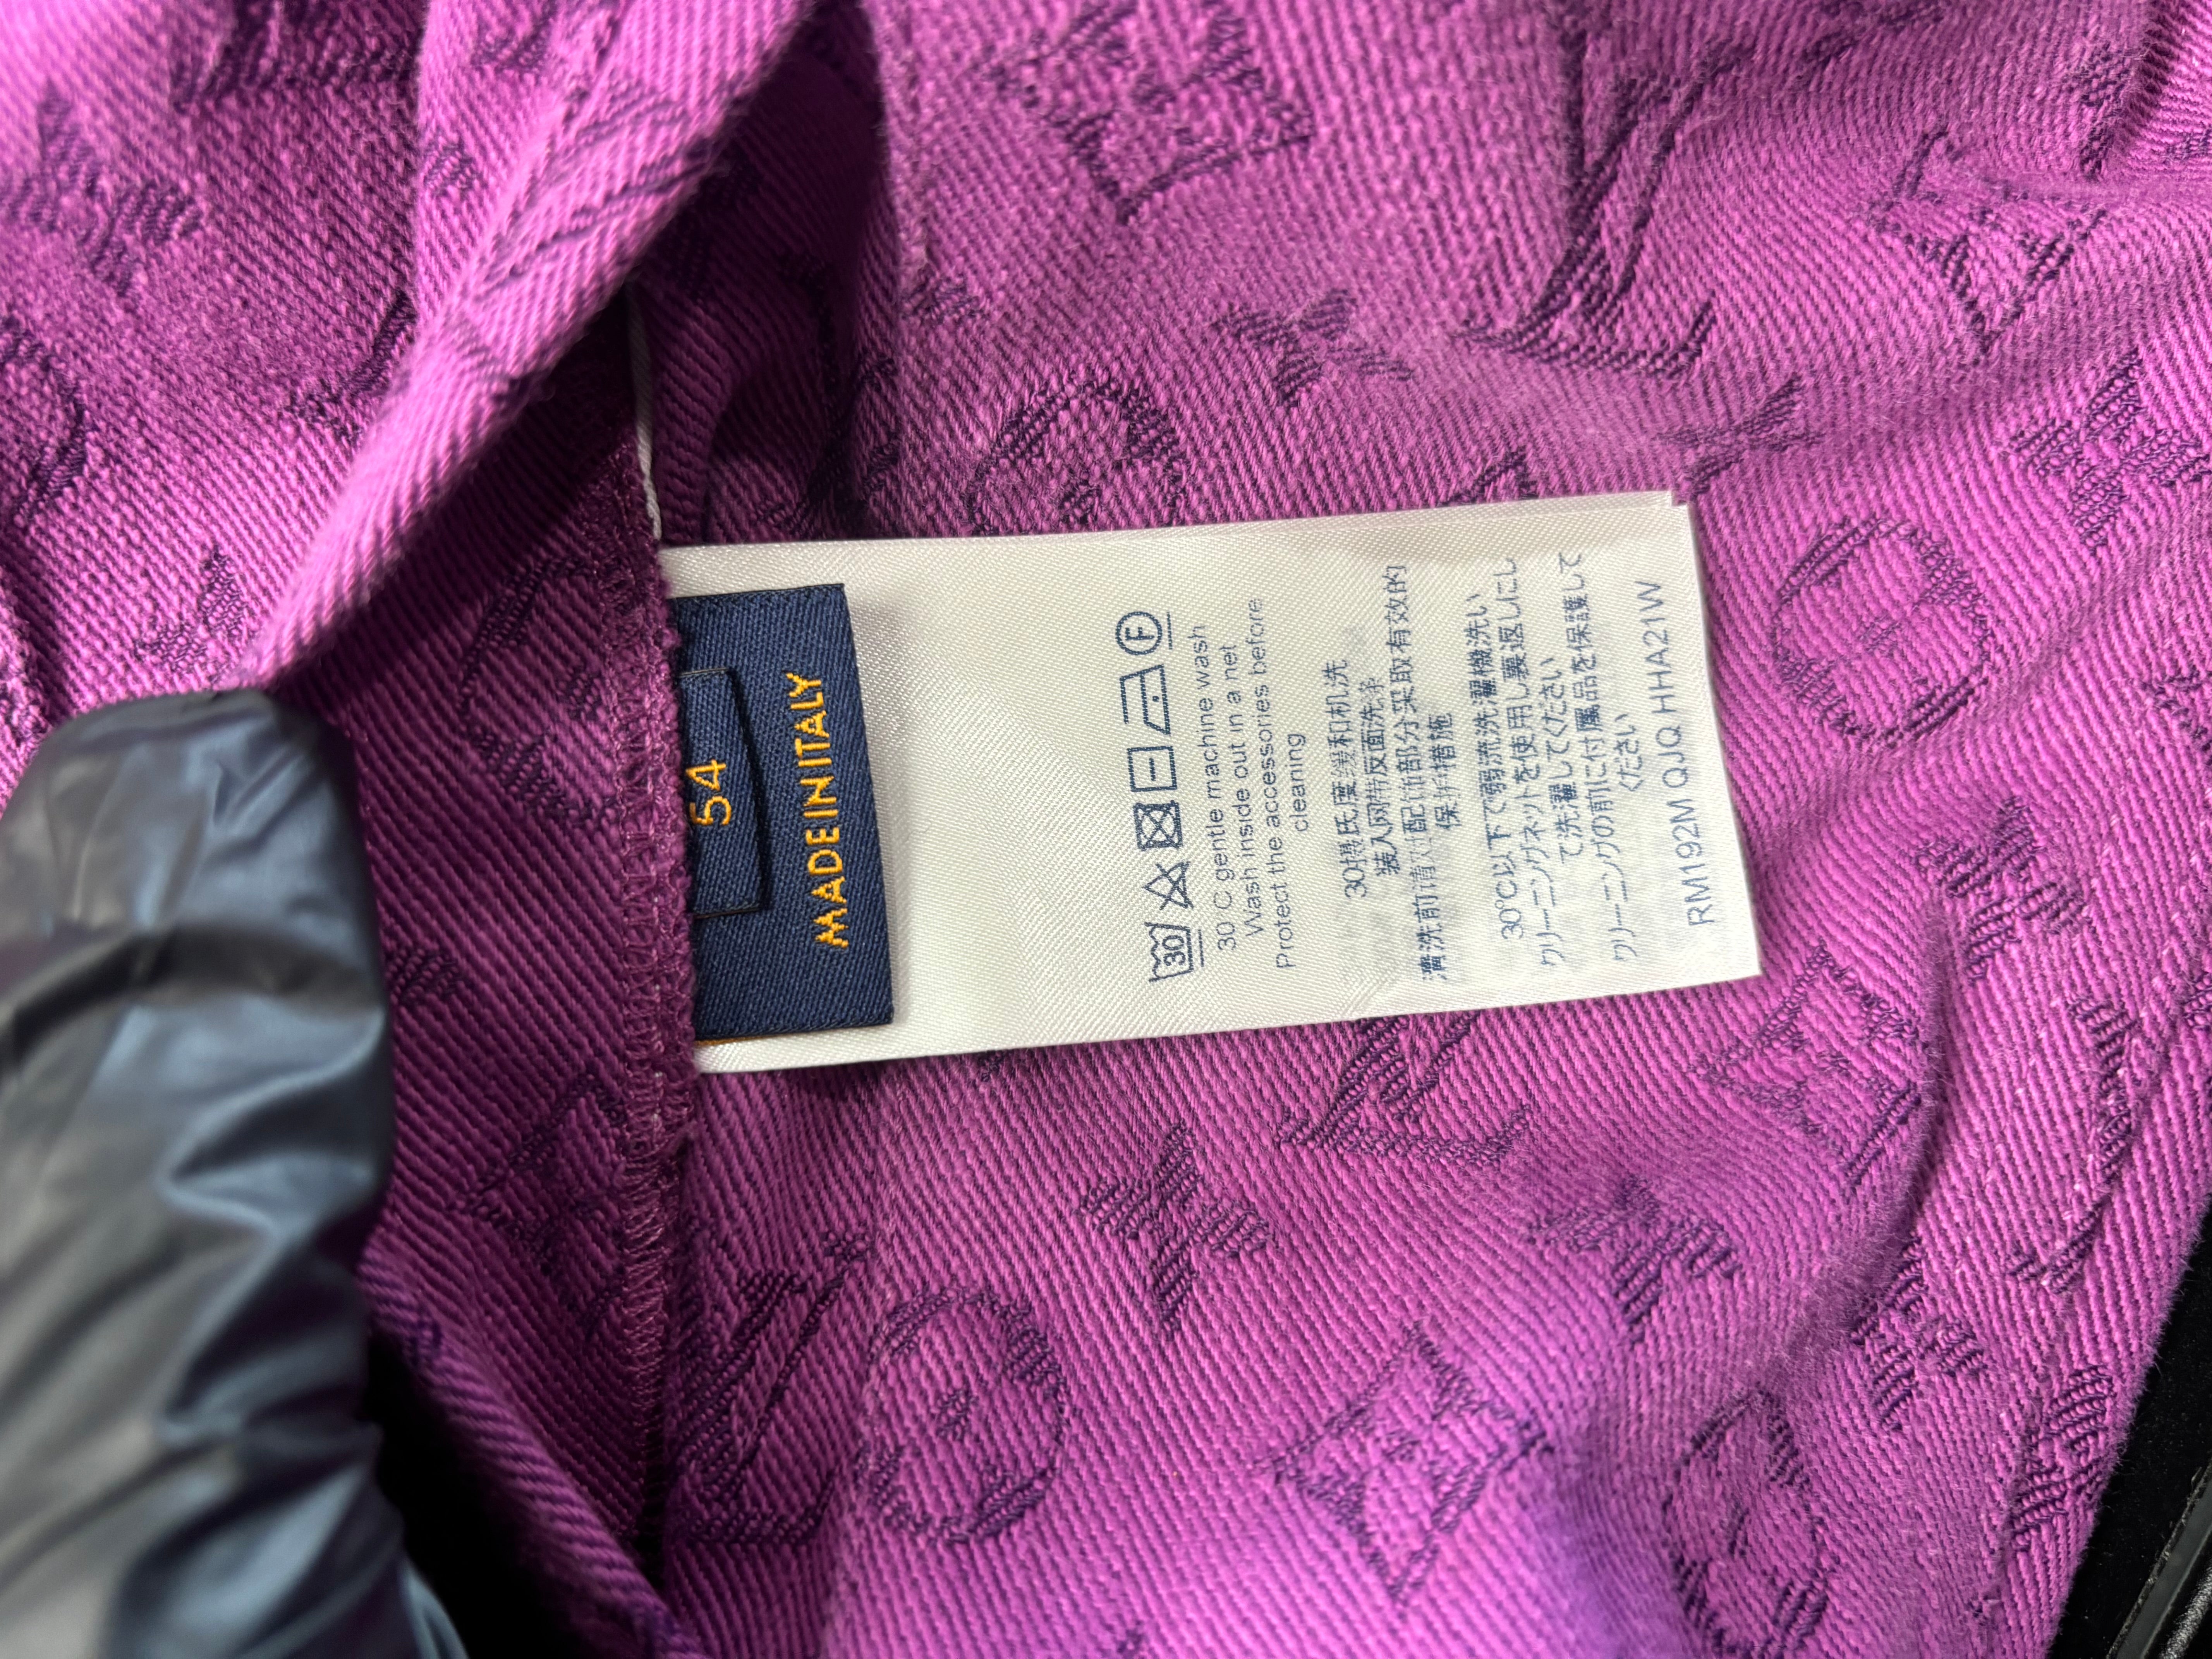 54
MADE IN ITALY
30
F
30 C gentle machine wash
Wash inside out in a net
Protect the accessories before
cleaning
30摄氏度缓和机洗
装入网带反面洗涤
清洗前请对配件部分采取有效的
保护措施
30℃以下で弱流洗濯機洗い
クリーニングネットを使用し裏返しにし
て洗濯してください
クリーニングの前に付属品を保護して
ください
RM192M QJQ HHA21W